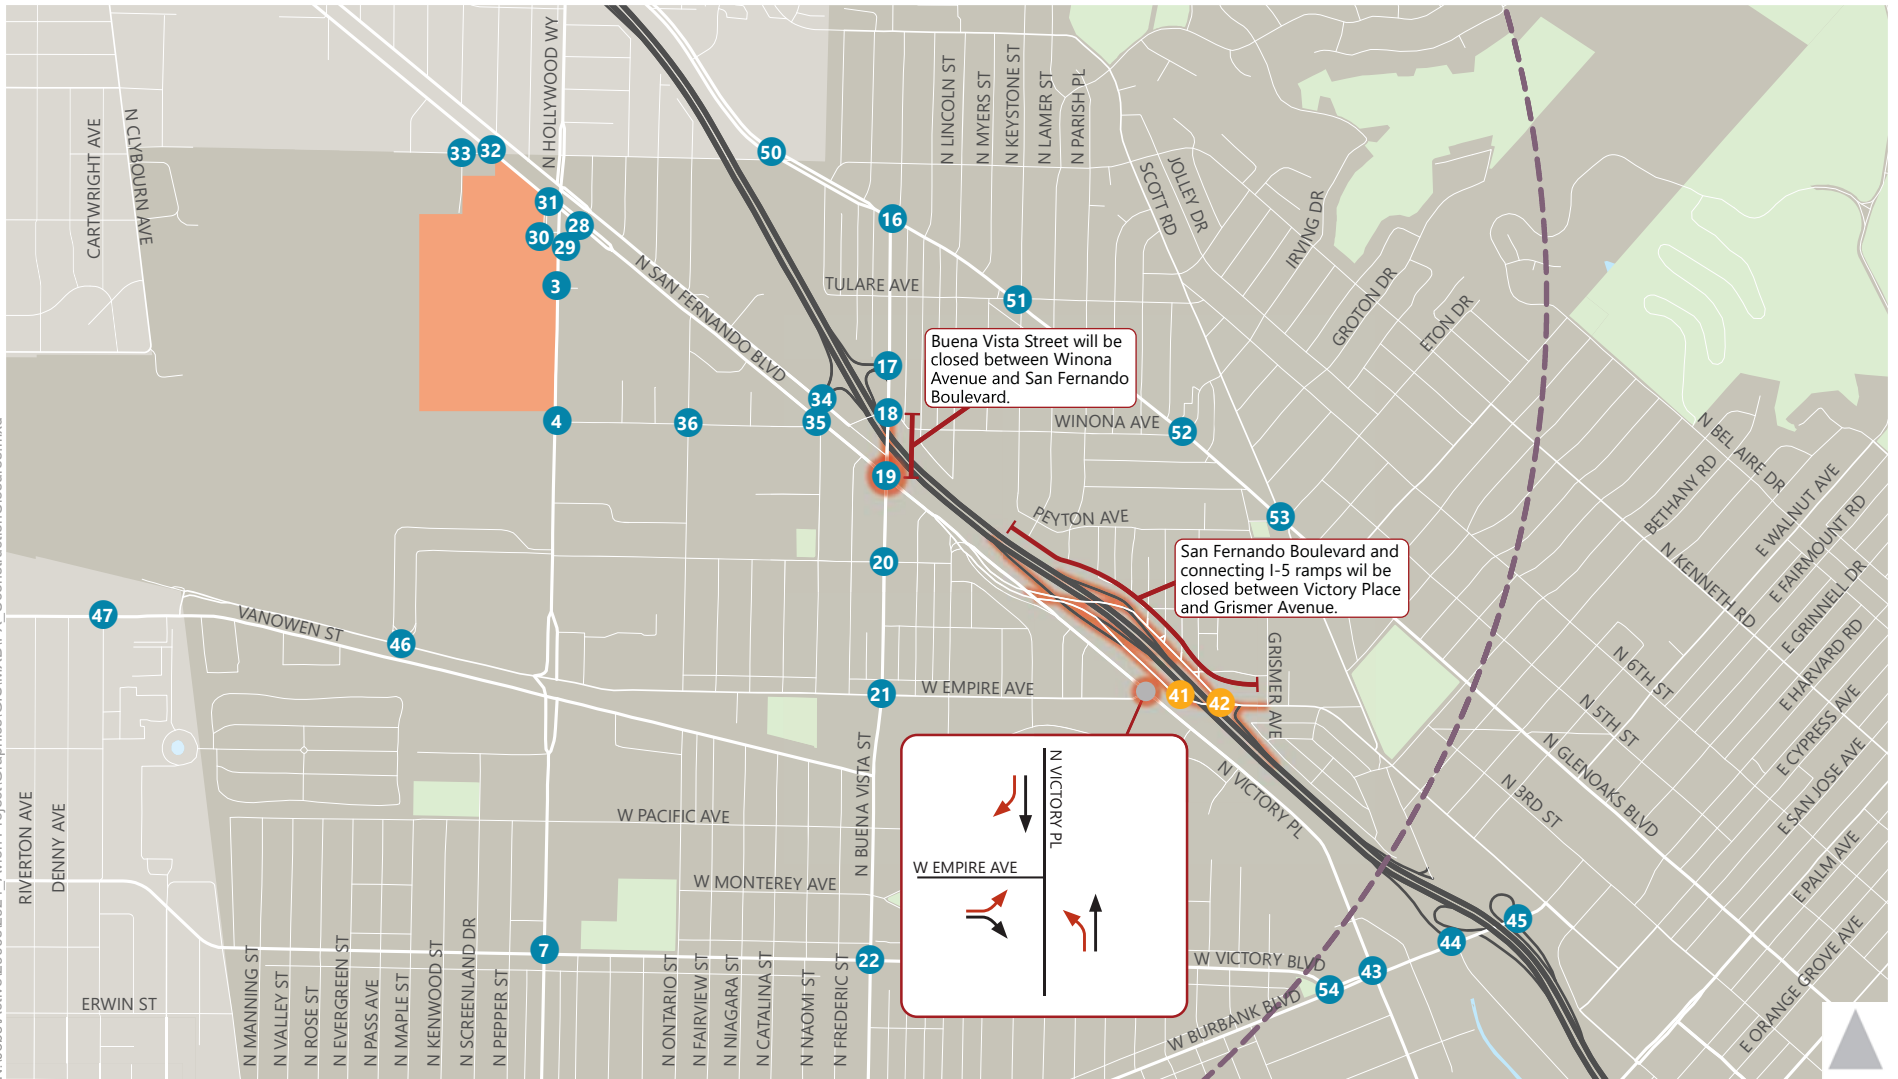 N HOLLYWOOD WY
N LINCOLN ST
N MYERS ST
N KEYSTONE ST
N LAMER ST
N PARISH PL
CARTWRIGHT AVE
N CLYBOURN AVE
33
32
50
JOLLEY DR
SCOTT RD
31
28
30
29
16
IRVING DR
3
N SAN FERNANDO BLVD
TULARE AVE
51
GROTON DR
ETON DR
Buena Vista Street will be
closed between Winona
Avenue and San Fernando
Boulevard.
17
34
18
4
36
35
WINONA AVE
52
N BEL AIRE DR
BETHANY RD
E WALNUT AVE
19
PEYTON AVE
53
E FAIRMOUNT RD
San Fernando Boulevard and
connecting I-5 ramps wil be
closed between Victory Place
and Grismer Avenue.
20
N KENNETH RD
E GRINNELL DR
47
VANOWEN ST
46
GRISMER AVE
E HARVARD RD
N 6TH ST
21
W EMPIRE AVE
41
42
N 5TH ST
E CYPRESS AVE
N GLENOAKS BLVD
E SAN JOSE AVE
N VICTORY PL
N BUENA VISTA ST
N VICTORY PL
N 3RD ST
W PACIFIC AVE
RIVERTON AVE
DENNY AVE
W EMPIRE AVE
W MONTEREY AVE
E PALM AVE
45
44
7
22
W VICTORY BLVD
43
54
E ORANGE GROVE AVE
W BURBANK BLVD
ERWIN ST
N MANNING ST
N VALLEY ST
N ROSE ST
N EVERGREEN ST
N PASS AVE
N MAPLE ST
N KENWOOD ST
N SCREENLAND DR
N PEPPER ST
N ONTARIO ST
N FAIRVIEW ST
N NIAGARA ST
N CATALINA ST
N NAOMI ST
N FREDERIC ST